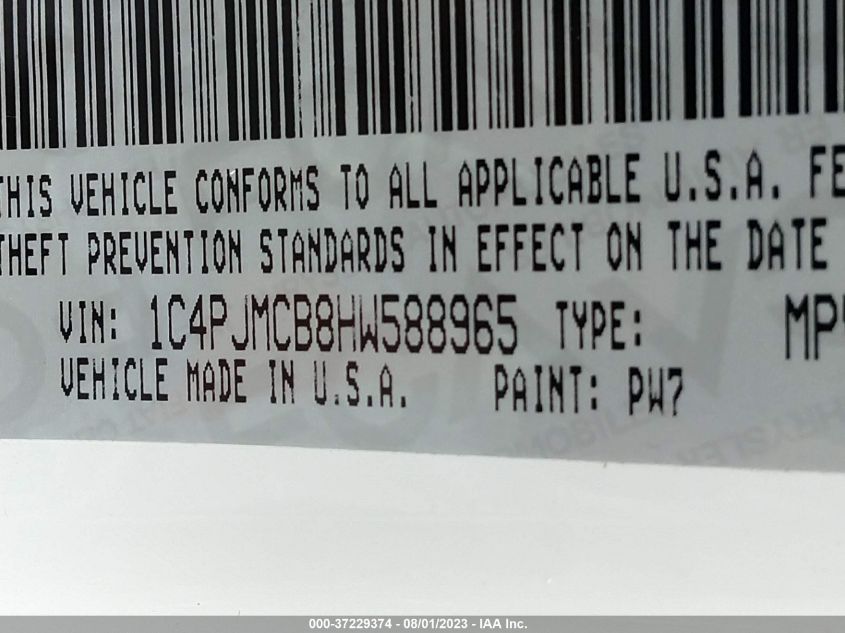 THIS VEHICLE CONFORMS TO ALL APPLICABLE U.S.A. FE
THEFT PREVENTION STANDARDS IN EFFECT ON THE DATE
VIN: 1C4PJMCB8HW588965 TYPE: MPV
VEHICLE MADE IN U.S.A. PAINT: PW7
000-37229374 - 08/01/2023 - IAA Inc.